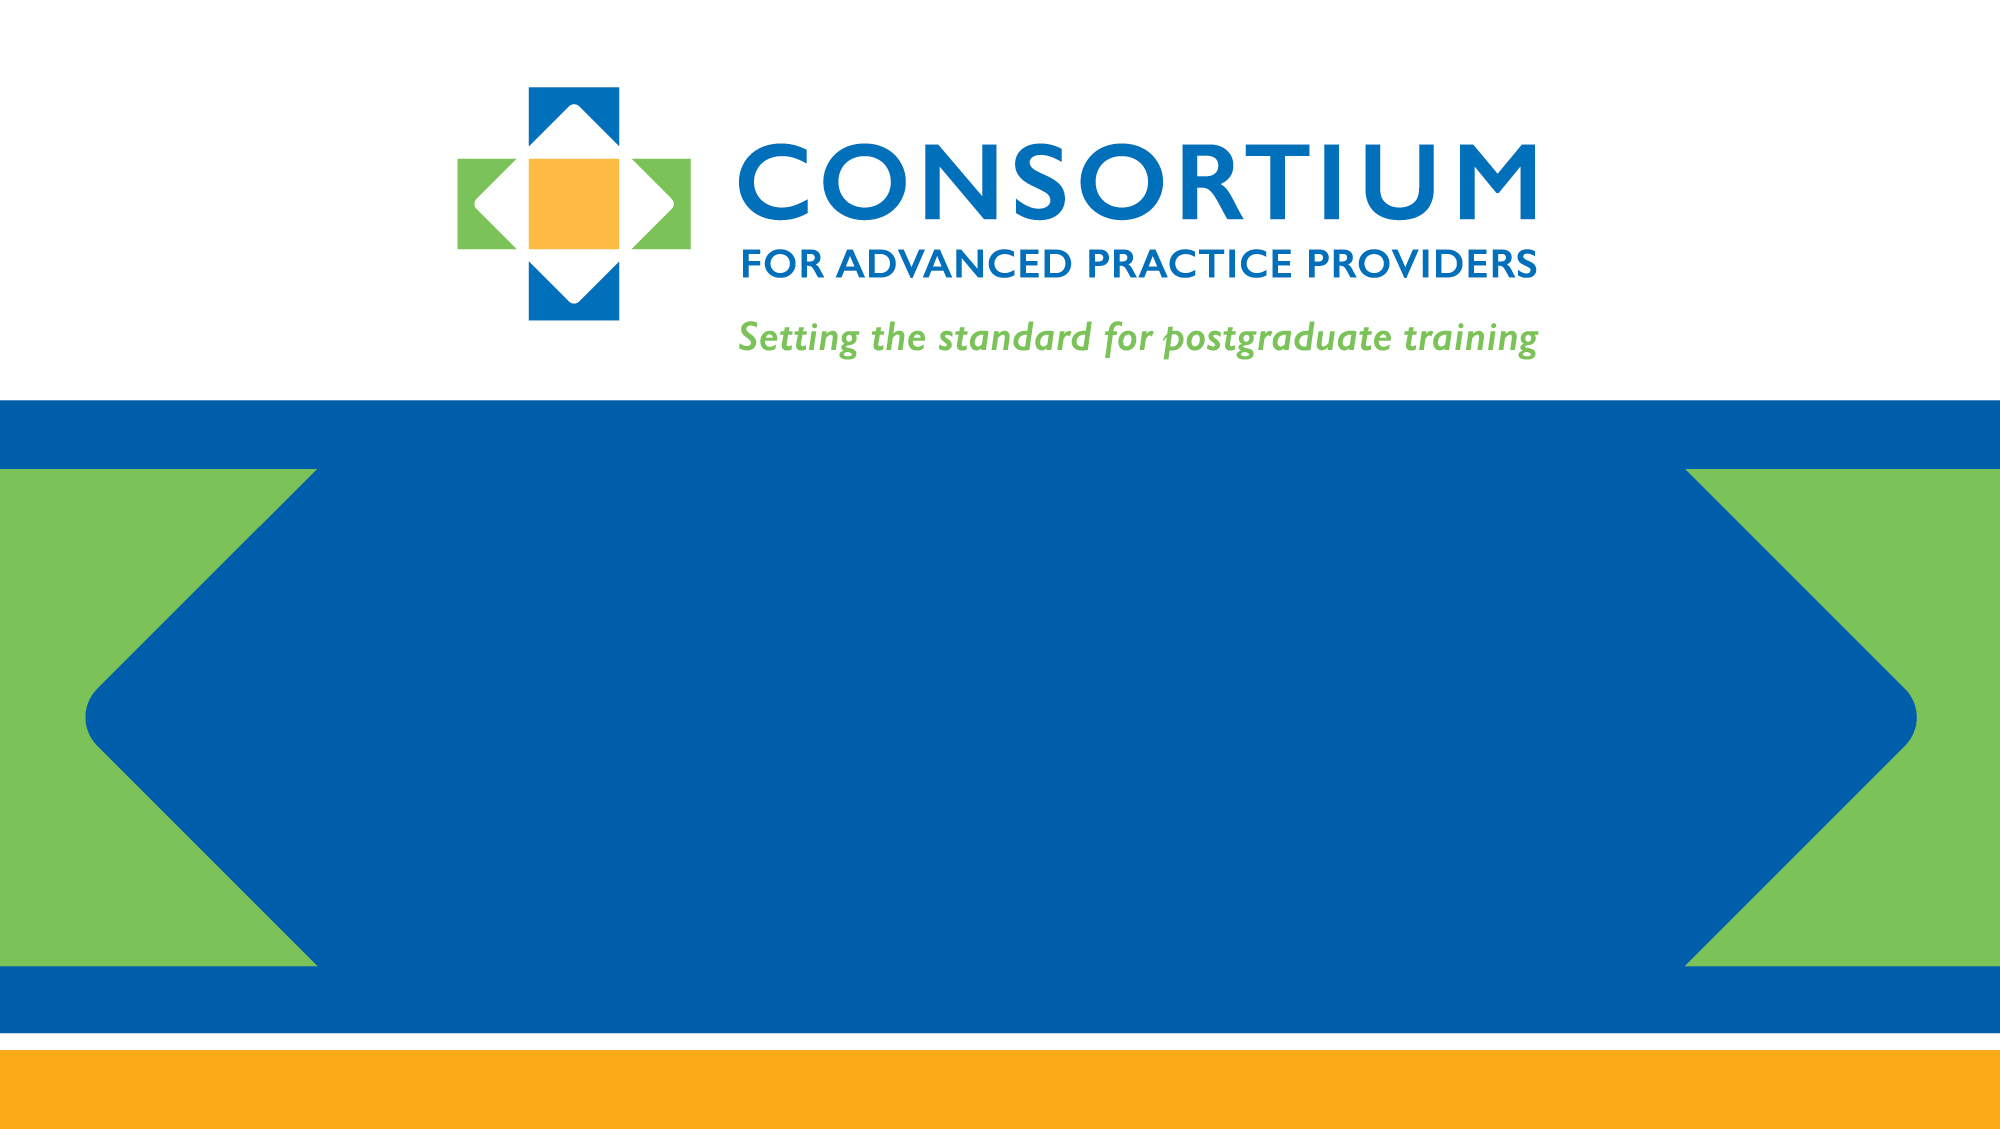 CONSORTIUM
FOR ADVANCED PRACTICE PROVIDERS
Setting the standard for postgraduate training